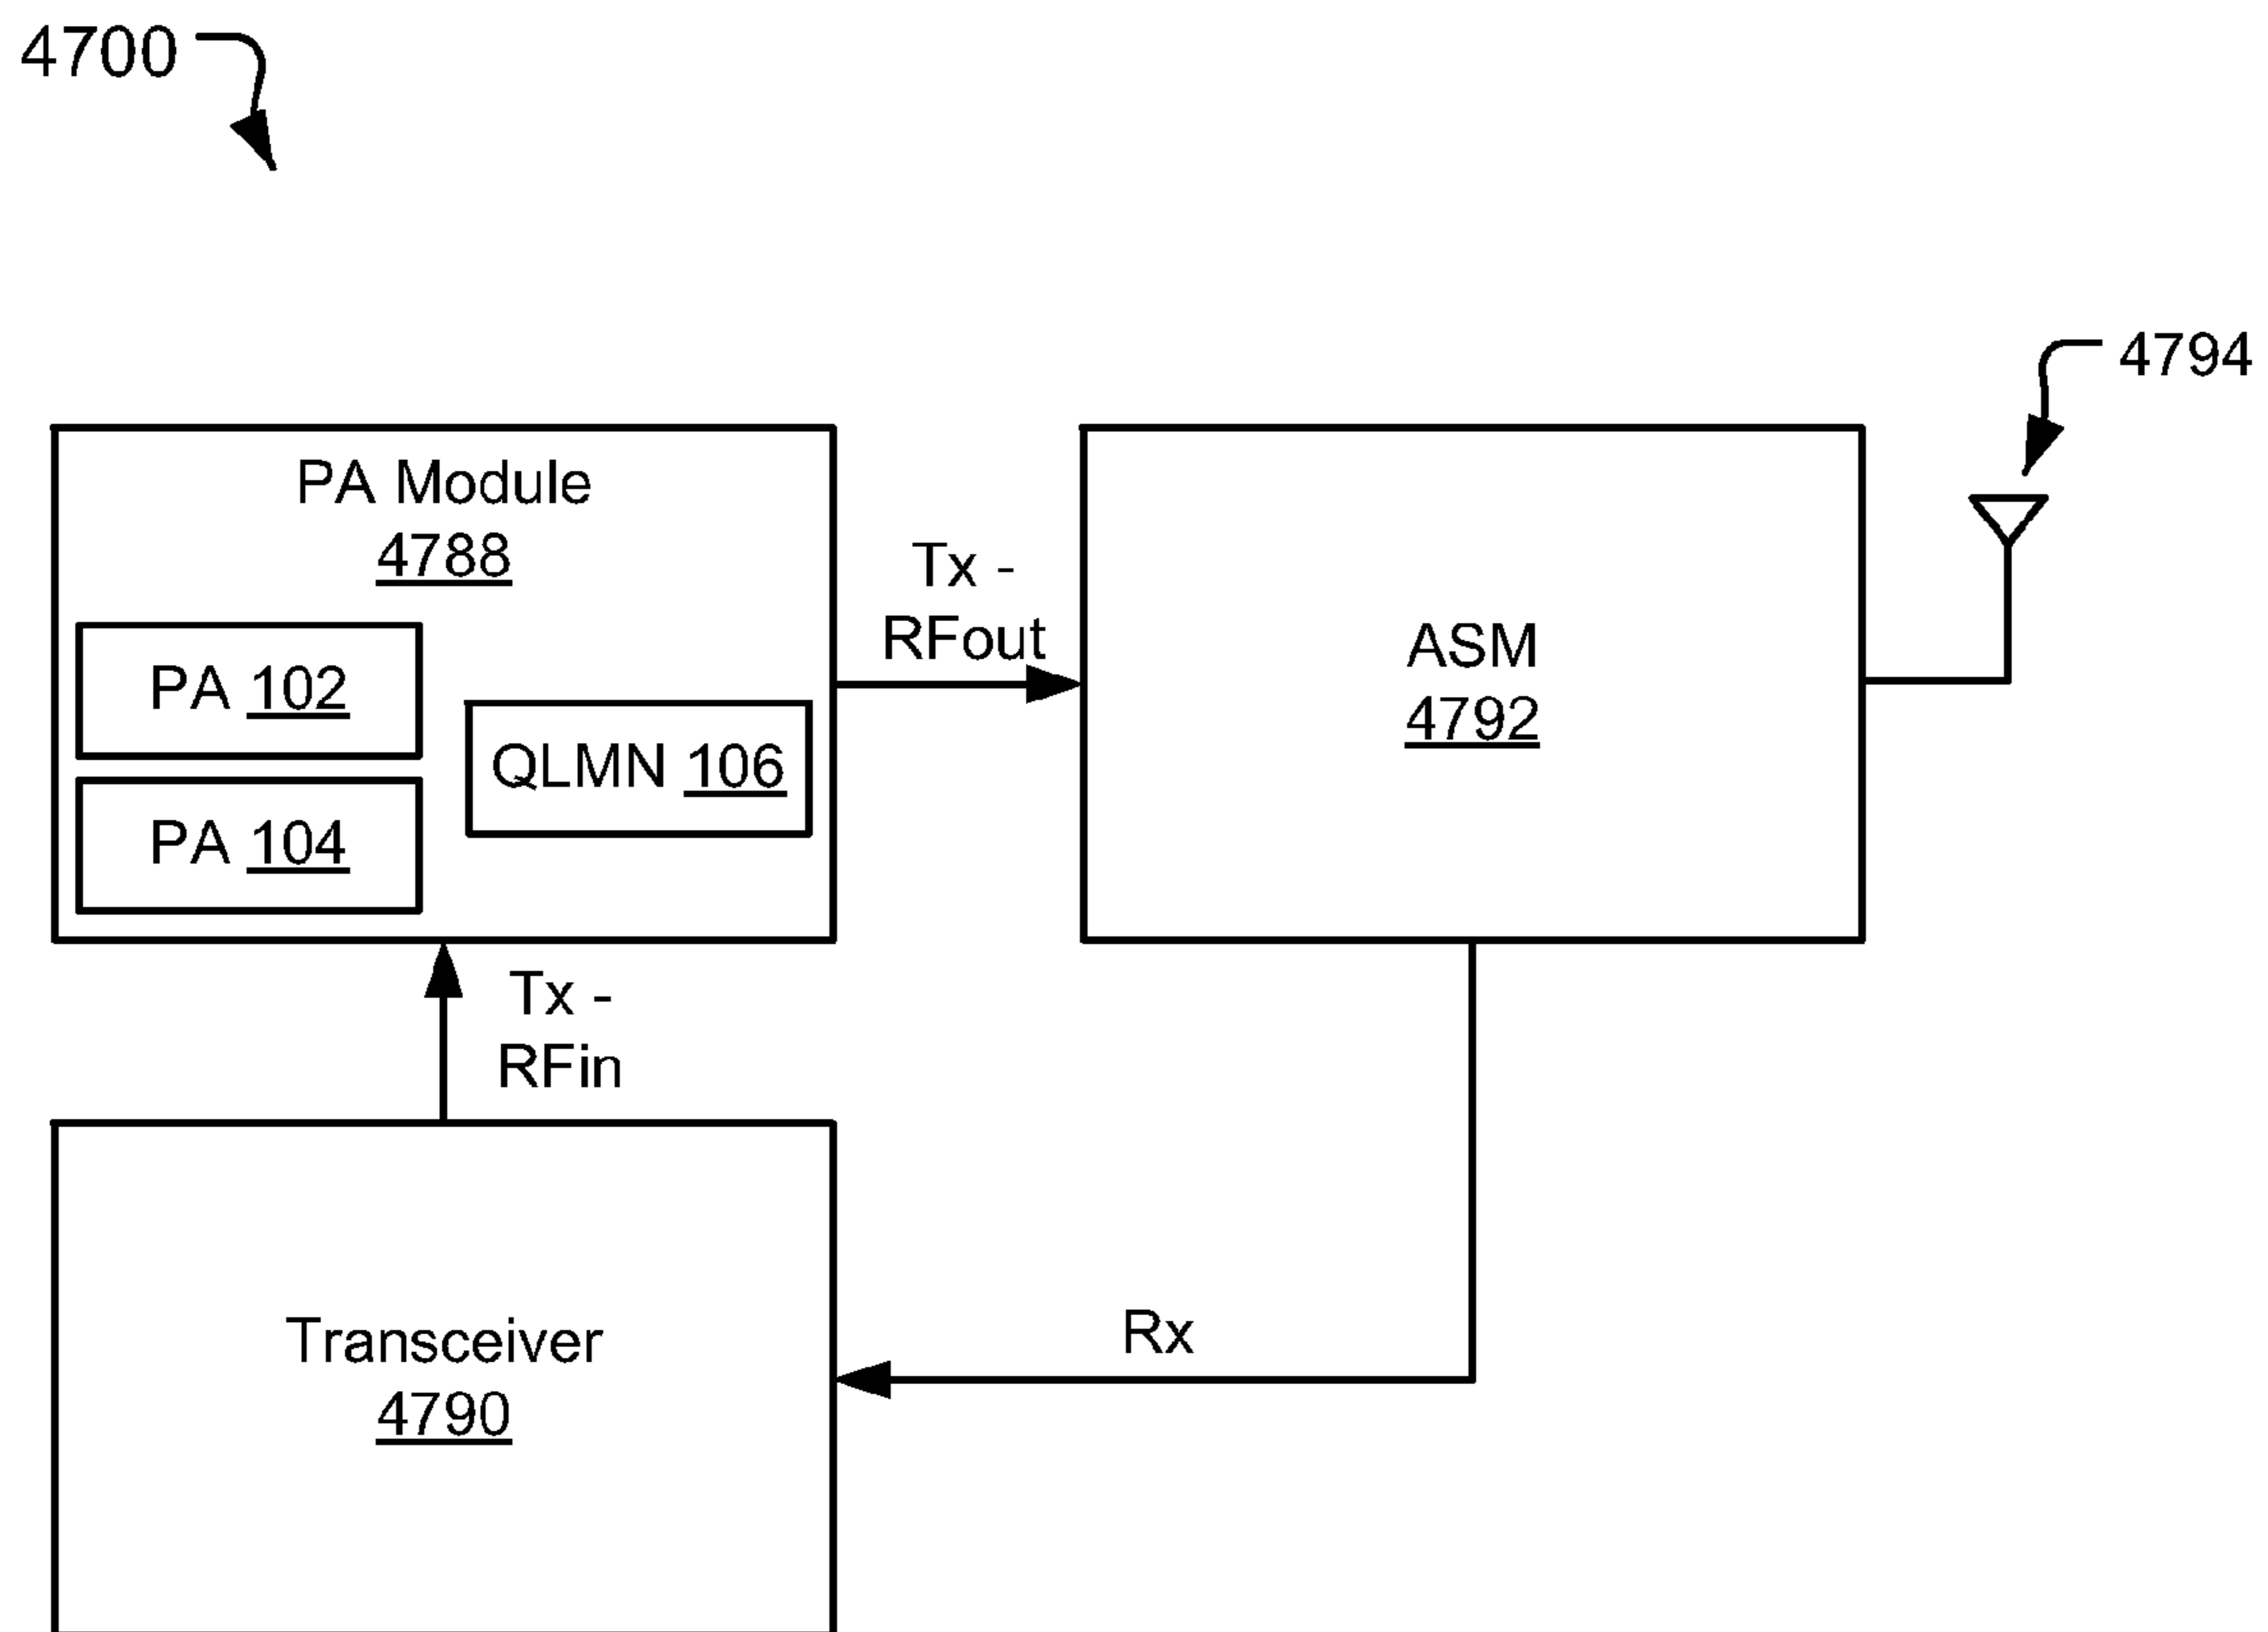 4700
4794
PA Module
4788
PA 102
PA 104
QLMN 106
Tx -
RFout
ASM
4792
Tx -
RFin
Transceiver
4790
Rx